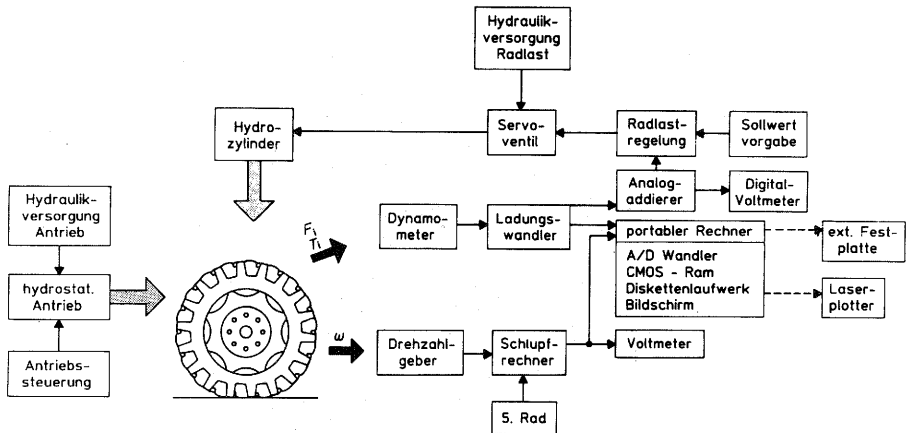 Hydraulik-
versorgung
Radlast
Hydro-
zylinder
Servo-
ventil
Radlast-
regelung
Sollwert
vorgabe
Hydraulik-
versorgung
Antrieb
Analog-
addierer
Digital-
Voltmeter
F, T,
Dynamo-
meter
Ladungs-
wandler
portabler Rechner
A/D Wandler
CMOS - Ram
Diskettenlaufwerk
Bildschirm
ext. Fest-
platte
hydrostat.
Antrieb
Laser-
plotter
ω
Drehzahl-
geber
Schlupf-
rechner
Voltmeter
Antriebs-
steuerung
5. Rad